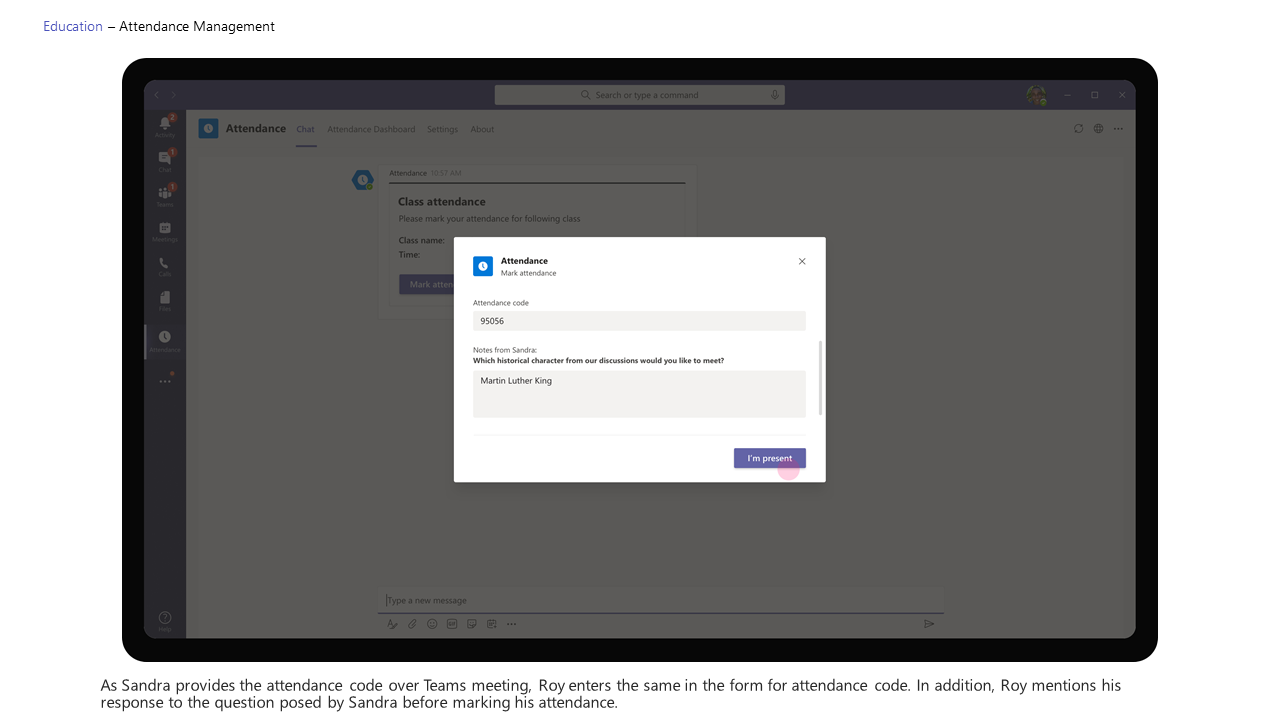 Education – Attendance Management
Search or type a command
Attendance Chat Attendance Dashboard Settings About
2
Activity
1
Chat
1
Teams
Meetings
Calls
Files
Attendance
Help
Attendance 10:57 AM
Class attendance
Please mark your attendance for following class
Class name:
Time:
Mark atten
Attendance
Mark attendance
Attendance code
95056
Notes from Sandra:
Which historical character from our discussions would you like to meet?
Martin Luther King
I'm present
Type a new message
GIF
As Sandra provides the attendance code over Teams meeting, Roy enters the same in the form for attendance code. In addition, Roy mentions his
response to the question posed by Sandra before marking his attendance.